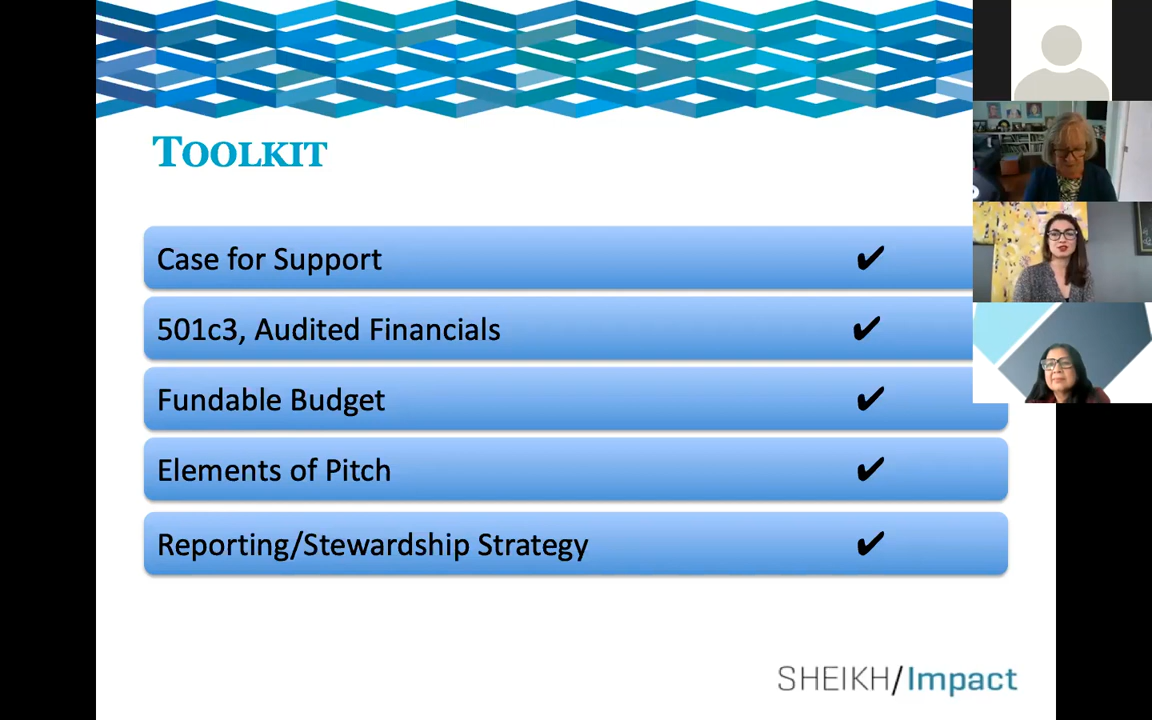 TOOLKIT
Case for Support ✔
501c3, Audited Financials ✔
Fundable Budget ✔
Elements of Pitch ✔
Reporting/Stewardship Strategy ✔
SHEIKH/Impact